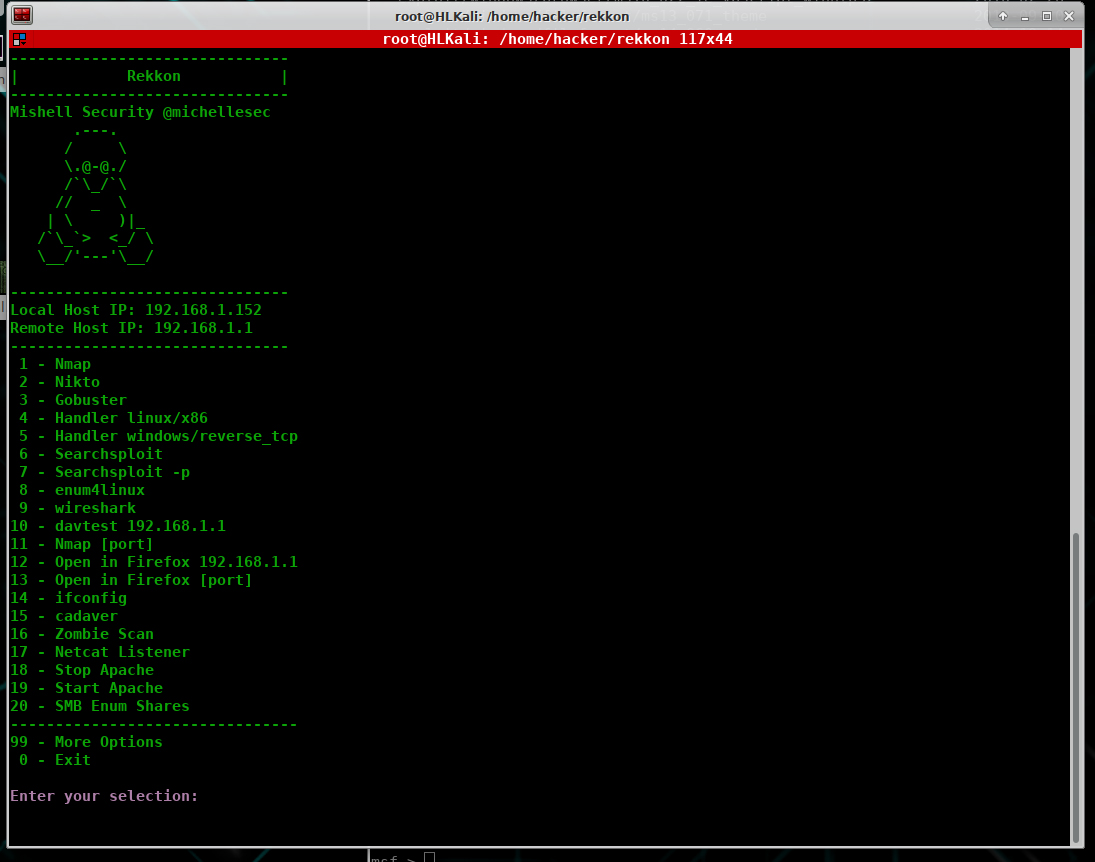 root@HLKali: /home/hacker/rekkon
root@HLKali: /home/hacker/rekkon 117x44
-------------------------------
|            Rekkon           |
-------------------------------
Mishell Security @michellesec
       .---.
      /     \
      \.@-@./
      /`\_/`\
     //  _  \
    | \     )|_
   /`\_`>  <_/ \
   \__/'---'\__/
-------------------------------
Local Host IP: 192.168.1.152
Remote Host IP: 192.168.1.1
-------------------------------
 1 - Nmap
 2 - Nikto
 3 - Gobuster
 4 - Handler linux/x86
 5 - Handler windows/reverse_tcp
 6 - Searchsploit
 7 - Searchsploit -p
 8 - enum4linux
 9 - wireshark
10 - davtest 192.168.1.1
11 - Nmap [port]
12 - Open in Firefox 192.168.1.1
13 - Open in Firefox [port]
14 - ifconfig
15 - cadaver
16 - Zombie Scan
17 - Netcat Listener
18 - Stop Apache
19 - Start Apache
20 - SMB Enum Shares
--------------------------------
99 - More Options
 0 - Exit
Enter your selection:
msf >